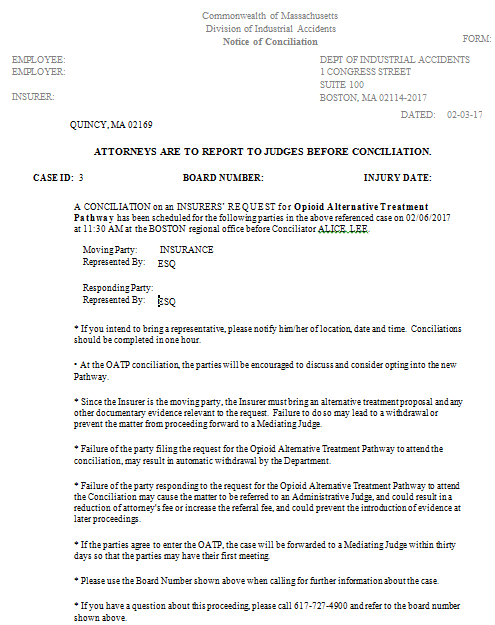 Commonwealth of Massachusetts
Division of Industrial Accidents
Notice of Conciliation
FORM:
EMPLOYEE:
EMPLOYER:
INSURER:
DEPT OF INDUSTRIAL ACCIDENTS
1 CONGRESS STREET
SUITE 100
BOSTON, MA 02114-2017
DATED: 02-03-17
QUINCY, MA 02169
ATTORNEYS ARE TO REPORT TO JUDGES BEFORE CONCILIATION.
CASE ID: 3 BOARD NUMBER: INJURY DATE:
A CONCILIATION on an INSURERS' REQUEST for Opioid Alternative Treatment
Pathway has been scheduled for the following parties in the above referenced case on 02/06/2017
at 11:30 AM at the BOSTON regional office before Conciliator ALICE LEE.
Moving Party: INSURANCE
Represented By: ESQ
Responding Party:
Represented By: ESQ
* If you intend to bring a representative, please notify him/her of location, date and time. Conciliations
should be completed in one hour.
* At the OATP conciliation, the parties will be encouraged to discuss and consider opting into the new
Pathway.
* Since the Insurer is the moving party, the Insurer must bring an alternative treatment proposal and any
other documentary evidence relevant to the request. Failure to do so may lead to a withdrawal or
prevent the matter from proceeding forward to a Mediating Judge.
* Failure of the party filing the request for the Opioid Alternative Treatment Pathway to attend the
conciliation, may result in automatic withdrawal by the Department.
* Failure of the party responding to the request for the Opioid Alternative Treatment Pathway to attend
the Conciliation may cause the matter to be referred to an Administrative Judge, and could result in a
reduction of attorney's fee or increase the referral fee, and could prevent the introduction of evidence at
later proceedings.
* If the parties agree to enter the OATP, the case will be forwarded to a Mediating Judge within thirty
days so that the parties may have their first meeting.
* Please use the Board Number shown above when calling for further information about the case.
* If you have a question about this proceeding, please call 617-727-4900 and refer to the board number
shown above.